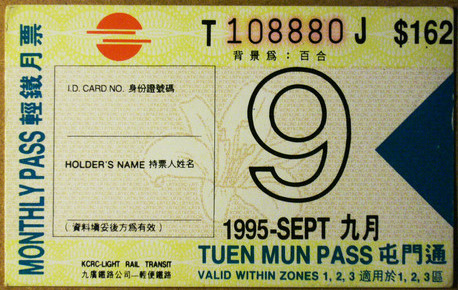 MONTHLY PASS 輕鐵月票
T 108880 J $162
背景為：百合
I.D. CARD NO. 身份證號碼
HOLDER'S NAME 持票人姓名
(資料填妥後方為有效)
9
1995-SEPT 九月
KCRC-LIGHT RAIL TRANSIT
九廣鐵路公司—輕便鐵路
TUEN MUN PASS 屯門通
VALID WITHIN ZONES 1, 2, 3 適用於1, 2, 3區